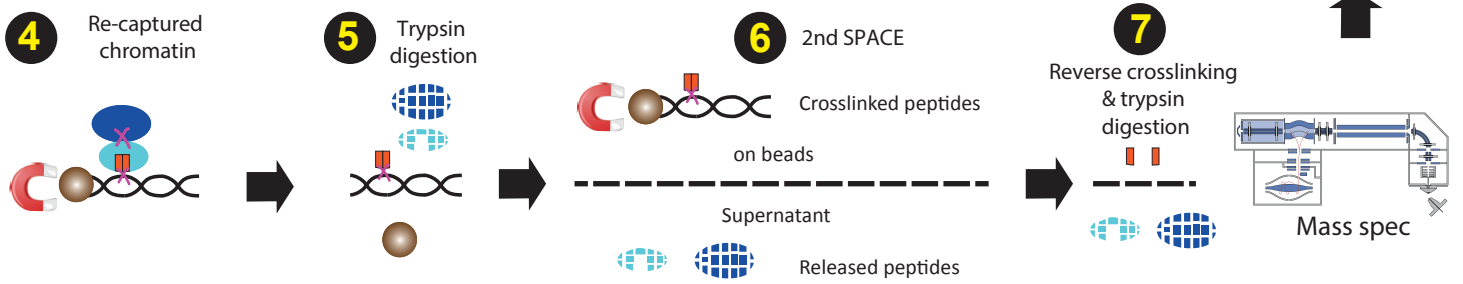 4
Re-captured
chromatin
5
Trypsin
digestion
6
2nd SPACE
Crosslinked peptides
on beads
Supernatant
Released peptides
7
Reverse crosslinking
& trypsin
digestion
Mass spec